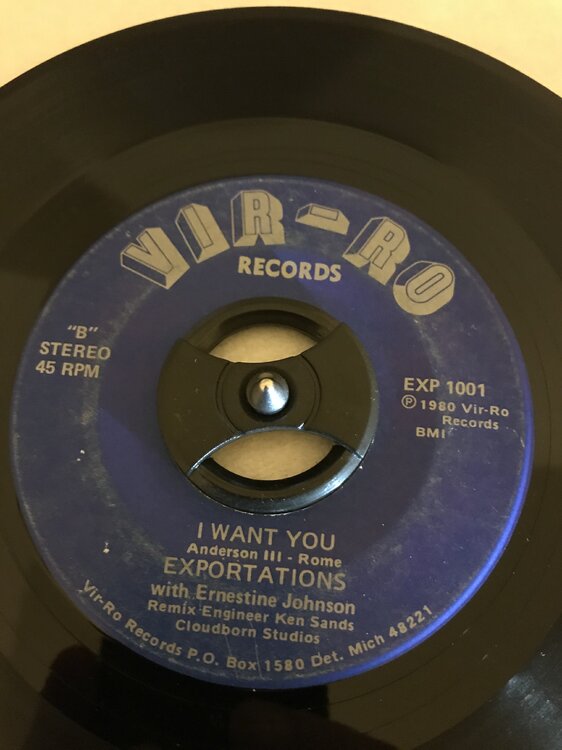 VIR-RO
RECORDS
"B"
STEREO
45 RPM
EXP 1001
℗ 1980 Vir-Ro
Records
BMI
I WANT YOU
Anderson III - Rome
EXPORTATIONS
with Ernestine Johnson
Remix Engineer Ken Sands
Cloudborn Studios
Vir-Ro Records P.O. Box 1580 Det. Mich 48221